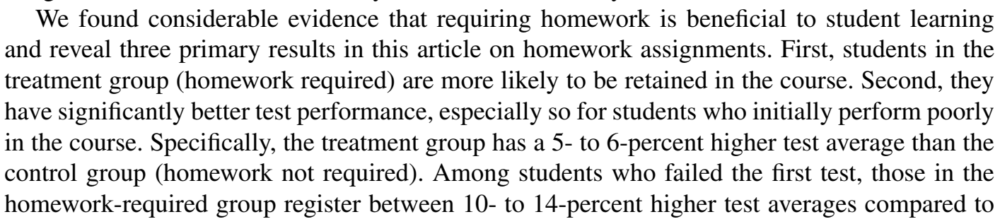 We found considerable evidence that requiring homework is beneficial to student learning
and reveal three primary results in this article on homework assignments. First, students in the
treatment group (homework required) are more likely to be retained in the course. Second, they
have significantly better test performance, especially so for students who initially perform poorly
in the course. Specifically, the treatment group has a 5- to 6-percent higher test average than the
control group (homework not required). Among students who failed the first test, those in the
homework-required group register between 10- to 14-percent higher test averages compared to